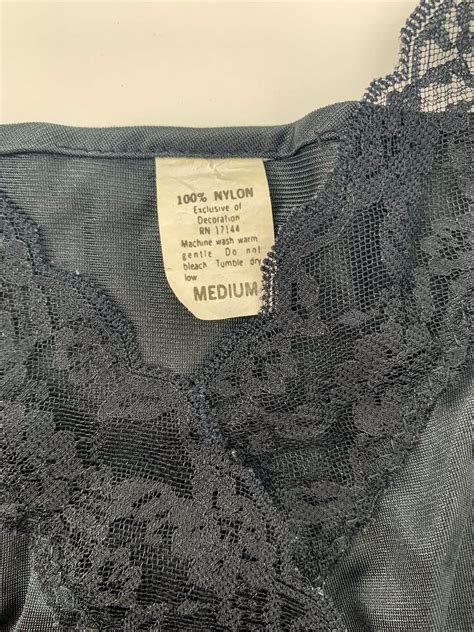 100% NYLON
Exclusive of
Decoration
RN 17144
Machine wash warm
gentle Do not
bleach Tumble dry
low
MEDIUM